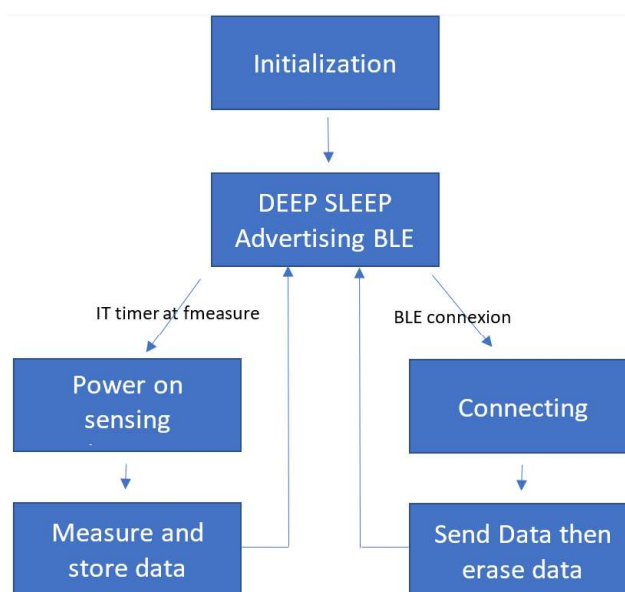 Initialization
DEEP SLEEP
Advertising BLE
IT timer at fmeasure
BLE connexion
Power on
sensing
Connecting
Measure and
store data
Send Data then
erase data